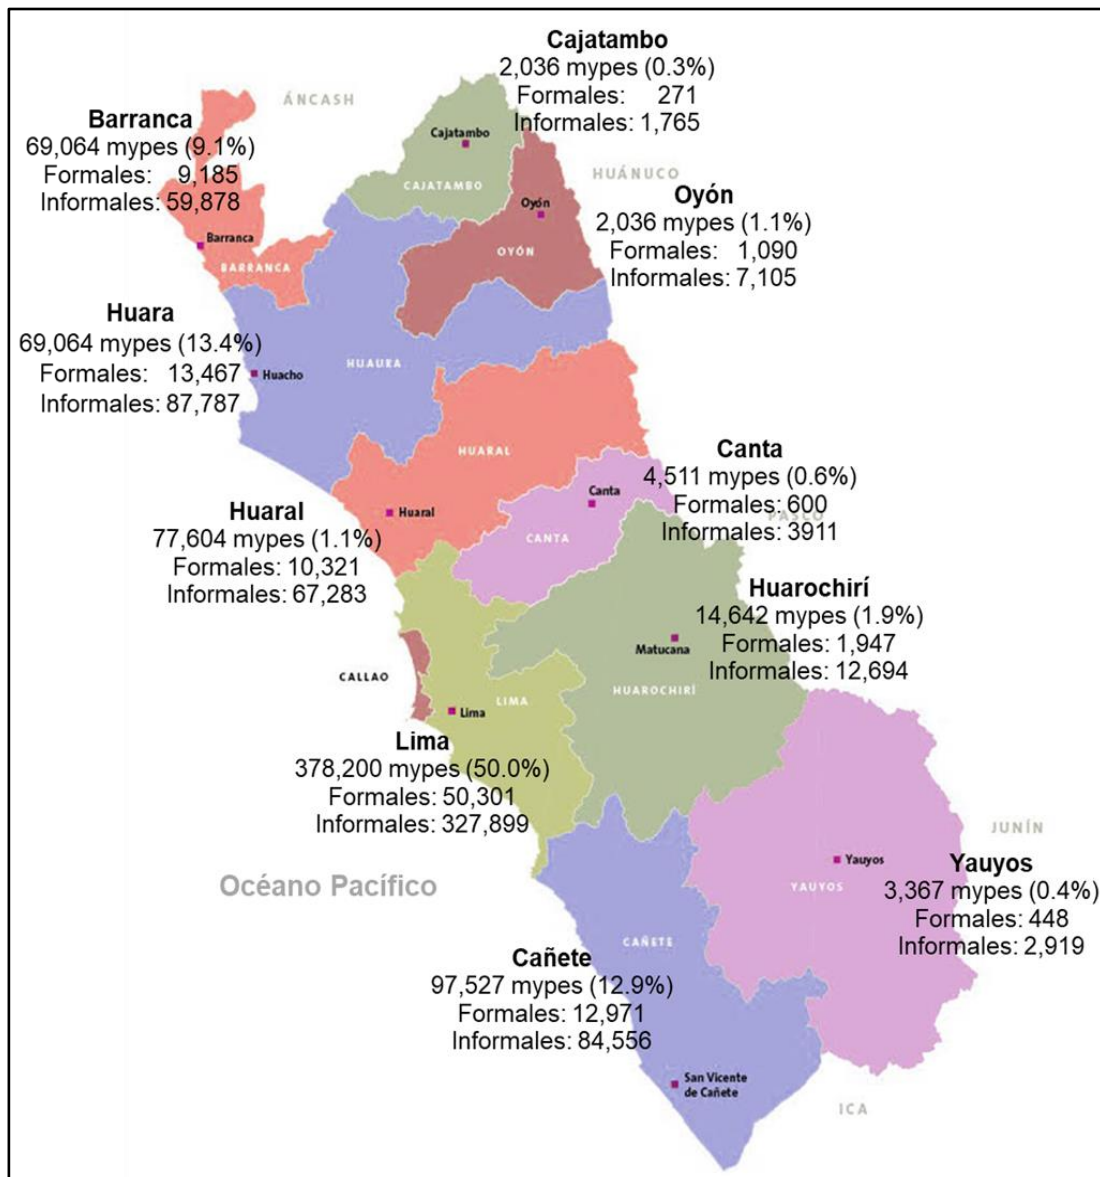 Cajatambo
2,036 mypes (0.3%)
Formales: 271
Informales: 1,765
ÁNCASH
Barranca
69,064 mypes (9.1%)
Formales: 9,185
Informales: 59,878
Cajatambo
CAJATAMBO
HUÁNUCO
Oyón
2,036 mypes (1.1%)
Formales: 1,090
Informales: 7,105
Oyón
OYÓN
Barranca
BARRANCA
Huara
69,064 mypes (13.4%)
Formales: 13,467
Informales: 87,787
Huacho
HUAURA
HUARAL
Huaral
Huaral
77,604 mypes (1.1%)
Formales: 10,321
Informales: 67,283
Canta
4,511 mypes (0.6%)
Formales: 600
Informales: 3911
Canta
CANTA
PASCO
Huarochirí
14,642 mypes (1.9%)
Formales: 1,947
Informales: 12,694
Matucana
HUAROCHIRÍ
CALLAO
LIMA
Lima
Lima
378,200 mypes (50.0%)
Formales: 50,301
Informales: 327,899
JUNÍN
Yauyos
YAUYOS
Yauyos
3,367 mypes (0.4%)
Formales: 448
Informales: 2,919
Océano Pacífico
CAÑETE
Cañete
97,527 mypes (12.9%)
Formales: 12,971
Informales: 84,556
San Vicente
de Cañete
ICA